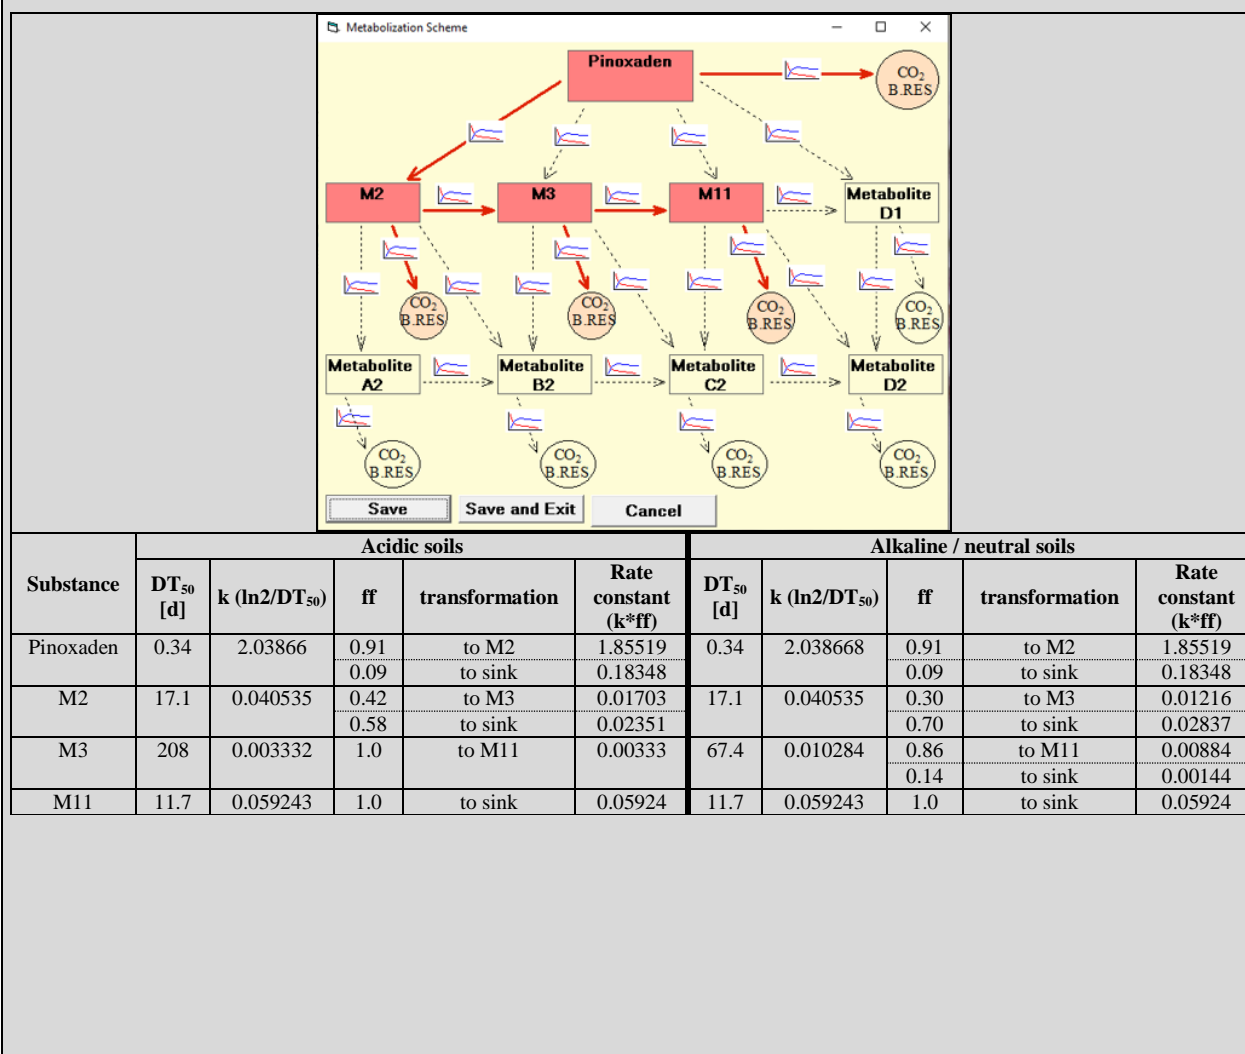 Metabolization Scheme
Pinoxaden
CO2
B.RES
M2
M3
M11
Metabolite
D1
CO2
B.RES
CO2
B.RES
CO2
B.RES
CO2
B.RES
Metabolite
A2
Metabolite
B2
Metabolite
C2
Metabolite
D2
CO2
B.RES
CO2
B.RES
CO2
B.RES
CO2
B.RES
Save
Save and Exit
Cancel
Substance Acidic soils Alkaline / neutral soils
DT50 [d] k (ln2/DT50) ff transformation Rate constant (k*ff) DT50 [d] k (ln2/DT50) ff transformation Rate constant (k*ff)
Pinoxaden 0.34 2.03866 0.91 to M2 1.85519 0.34 2.038668 0.91 to M2 1.85519
0.09 to sink 0.18348 0.09 to sink 0.18348
M2 17.1 0.040535 0.42 to M3 0.01703 17.1 0.040535 0.30 to M3 0.01216
0.58 to sink 0.02351 0.70 to sink 0.02837
M3 208 0.003332 1.0 to M11 0.00333 67.4 0.010284 0.86 to M11 0.00884
0.14 to sink 0.00144
M11 11.7 0.059243 1.0 to sink 0.05924 11.7 0.059243 1.0 to sink 0.05924